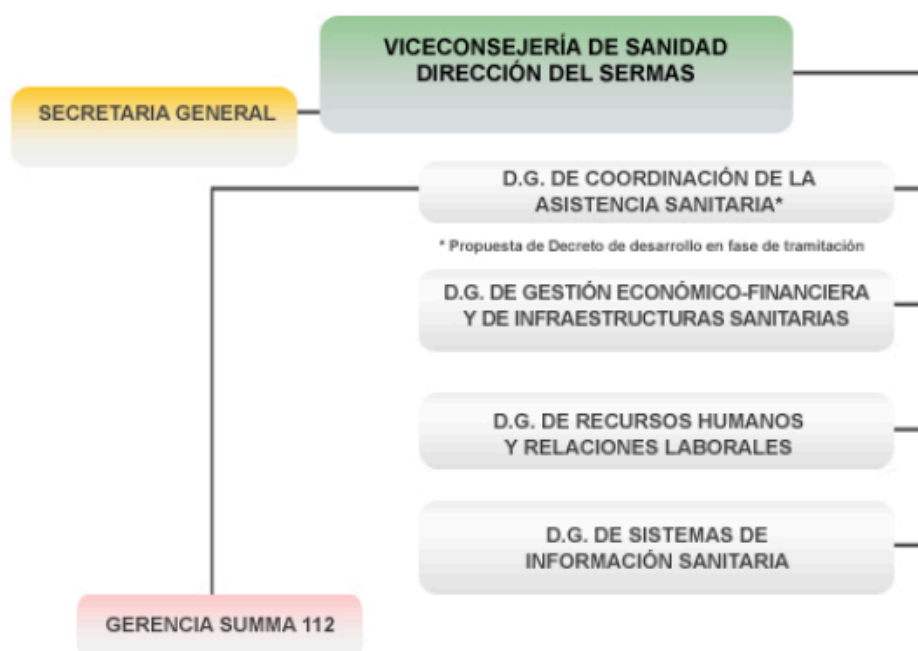 VICECONSEJERÍA DE SANIDAD
DIRECCIÓN DEL SERMAS
SECRETARIA GENERAL
D.G. DE COORDINACIÓN DE LA
ASISTENCIA SANITARIA*
* Propuesta de Decreto de desarrollo en fase de tramitación
D.G. DE GESTIÓN ECONÓMICO-FINANCIERA
Y DE INFRAESTRUCTURAS SANITARIAS
D.G. DE RECURSOS HUMANOS
Y RELACIONES LABORALES
D.G. DE SISTEMAS DE
INFORMACIÓN SANITARIA
GERENCIA SUMMA 112